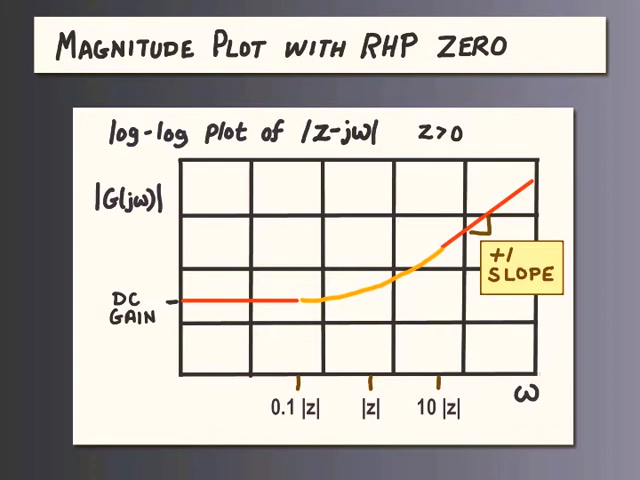 MAGNITUDE PLOT WITH RHP ZERO
log-log plot of |z-jω| z>0
|G(jω)|
+1
SLOPE
DC
GAIN
0.1 |z| |z| 10 |z|
ω